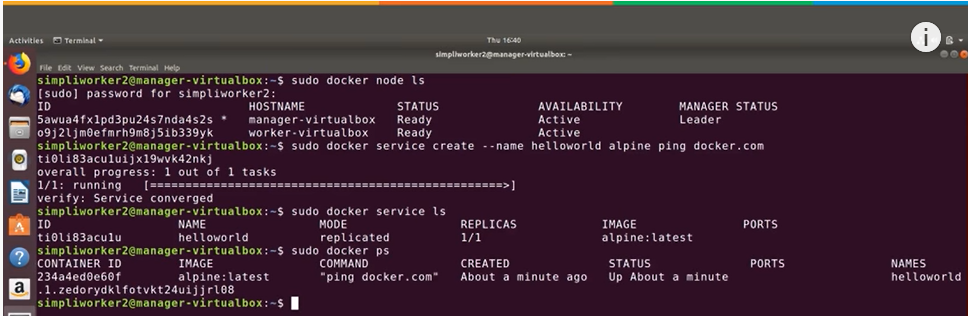 Activities Terminal Thu 16:40
simpliworker2@manager-virtualbox: ~
File Edit View Search Terminal Help
simpliworker2@manager-virtualbox:~$ sudo docker node ls
[sudo] password for simpliworker2:
ID HOSTNAME STATUS AVAILABILITY MANAGER STATUS
5awua4fx1pd3pu24s7nda4s2s * manager-virtualbox Ready Active Leader
o9j2ljm0efmrh9m8j5ib339yk worker-virtualbox Ready Active
simpliworker2@manager-virtualbox:~$ sudo docker service create --name helloworld alpine ping docker.com
ti0li83acu1uijx19wvk42nkj
overall progress: 1 out of 1 tasks
1/1: running [==================================================>]
verify: Service converged
simpliworker2@manager-virtualbox:~$ sudo docker service ls
ID NAME MODE REPLICAS IMAGE PORTS
ti0li83acu1u helloworld replicated 1/1 alpine:latest
simpliworker2@manager-virtualbox:~$ sudo docker ps
CONTAINER ID IMAGE COMMAND CREATED STATUS PORTS NAMES
234a4ed0e60f alpine:latest "ping docker.com" About a minute ago Up About a minute helloworld
.1.zedorydklfotvkt24uijjrl08
simpliworker2@manager-virtualbox:~$